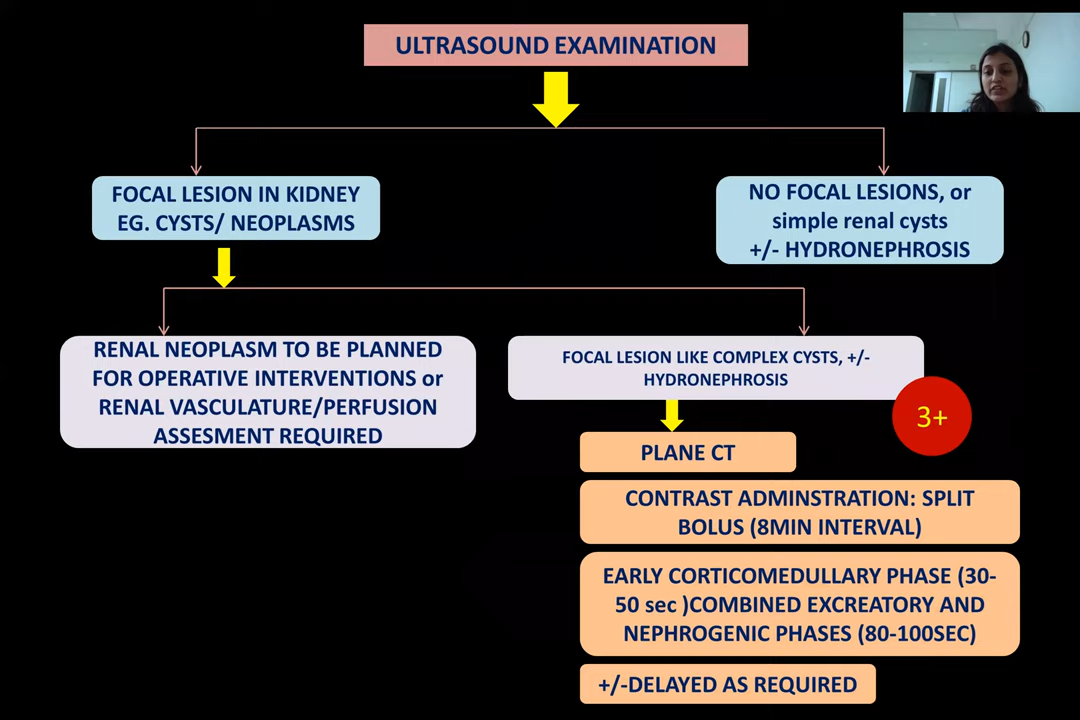 ULTRASOUND EXAMINATION
FOCAL LESION IN KIDNEY
EG. CYSTS/ NEOPLASMS
NO FOCAL LESIONS, or
simple renal cysts
+/- HYDRONEPHROSIS
RENAL NEOPLASM TO BE PLANNED
FOR OPERATIVE INTERVENTIONS or
RENAL VASCULATURE/PERFUSION
ASSESMENT REQUIRED
FOCAL LESION LIKE COMPLEX CYSTS, +/-
HYDRONEPHROSIS
3+
PLANE CT
CONTRAST ADMINSTRATION: SPLIT
BOLUS (8MIN INTERVAL)
EARLY CORTICOMEDULLARY PHASE (30-
50 sec )COMBINED EXCREATORY AND
NEPHROGENIC PHASES (80-100SEC)
+/-DELAYED AS REQUIRED